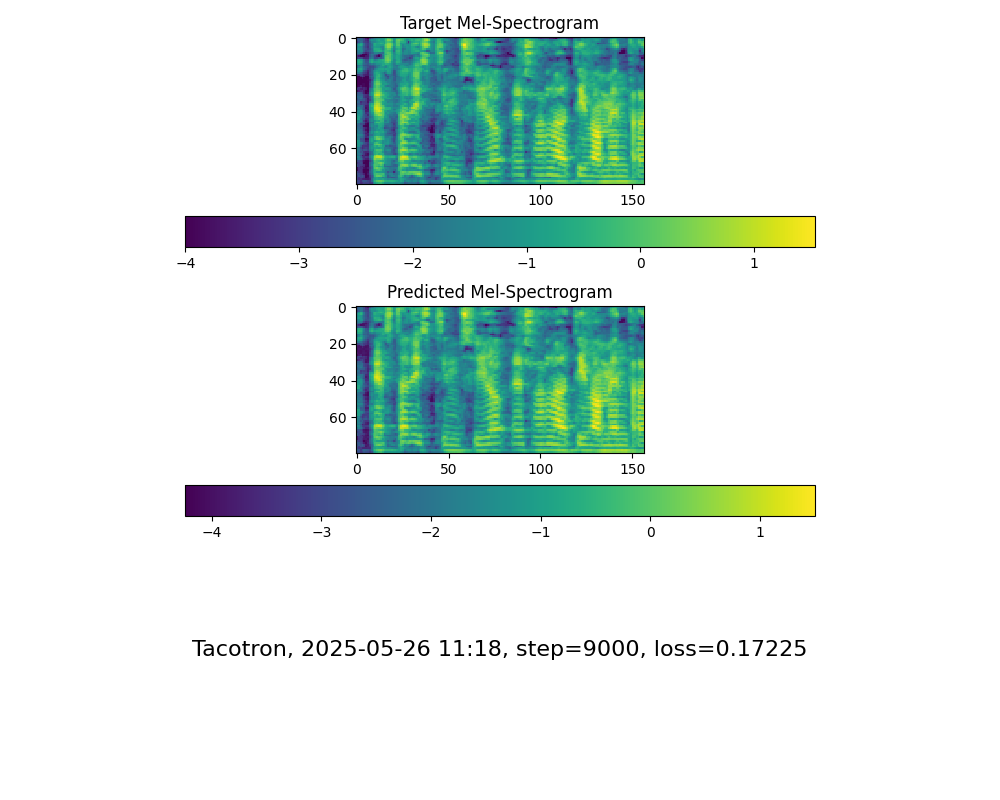 Target Mel-Spectrogram
0
20
40
60
0 50 100 150
−4 −3 −2 −1 0 1
Predicted Mel-Spectrogram
0
20
40
60
0 50 100 150
−4 −3 −2 −1 0 1
Tacotron, 2025-05-26 11:18, step=9000, loss=0.17225